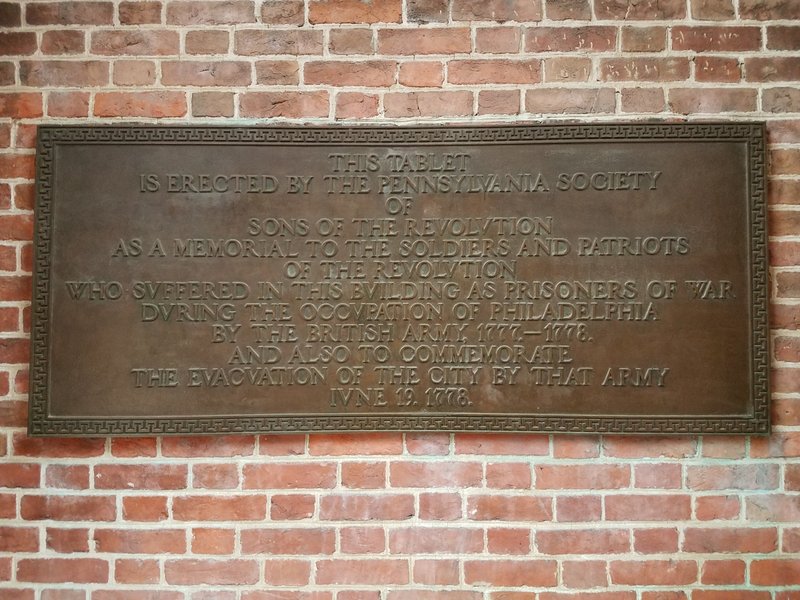 THIS TABLET
IS ERECTED BY THE PENNSYLVANIA SOCIETY
OF
SONS OF THE REVOLVTION
AS A MEMORIAL TO THE SOLDIERS AND PATRIOTS
OF THE REVOLVTION
WHO SVFFERED IN THIS BVILDING AS PRISONERS OF WAR
DVRING THE OCCVPATION OF PHILADELPHIA
BY THE BRITISH ARMY, 1777.—1778.
AND ALSO TO COMMEMORATE
THE EVACVATION OF THE CITY BY THAT ARMY
IVNE 19. 1778.